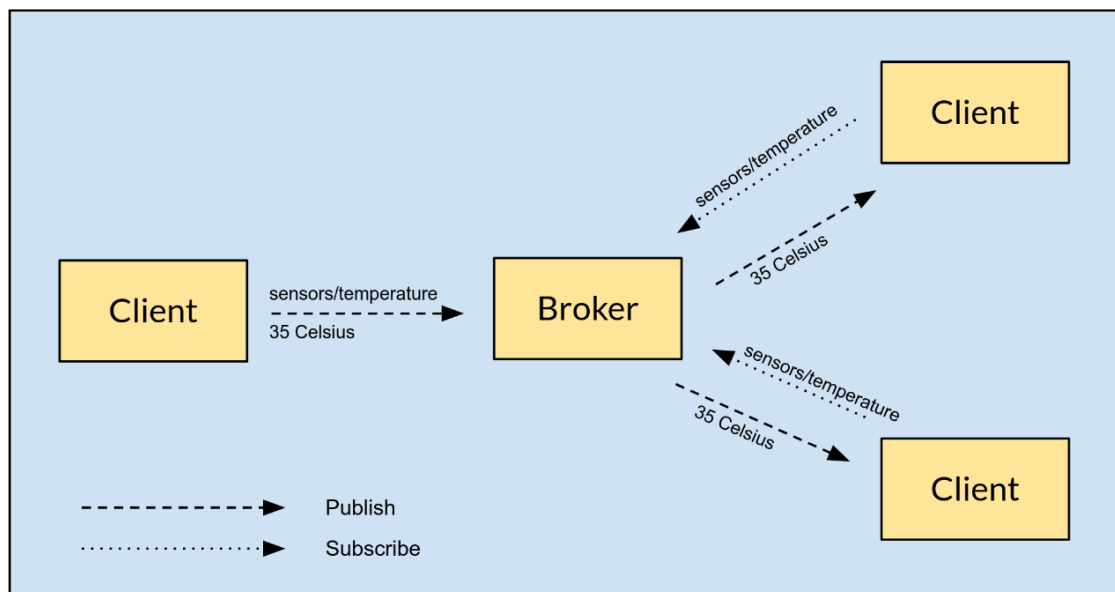 Client
sensors/temperature
35 Celsius
Broker
sensors/temperature
35 Celsius
Client
sensors/temperature
35 Celsius
Client
Publish
Subscribe